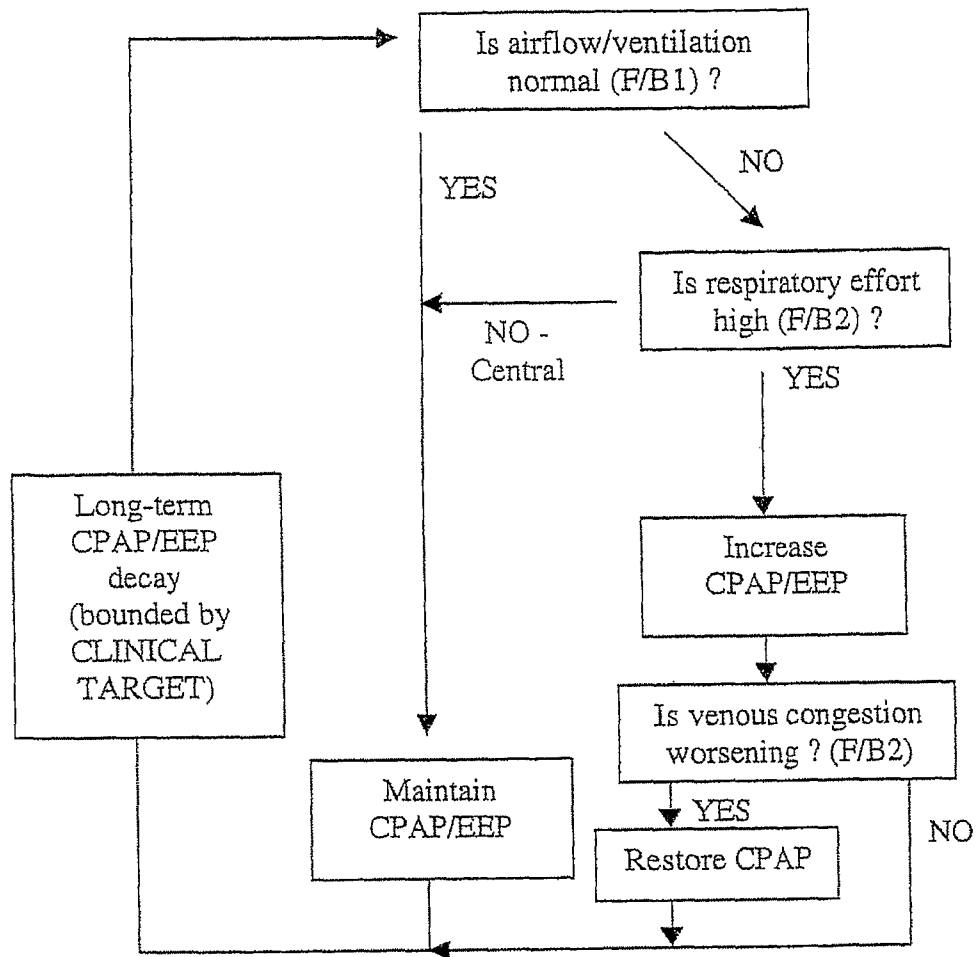 Is airflow/ventilation
normal (F/B1) ?
YES
NO
Is respiratory effort
high (F/B2) ?
NO -
Central
YES
Long-term
CPAP/EEP
decay
(bounded by
CLINICAL
TARGET)
Increase
CPAP/EEP
Is venous congestion
worsening ? (F/B2)
Maintain
CPAP/EEP
YES
NO
Restore CPAP